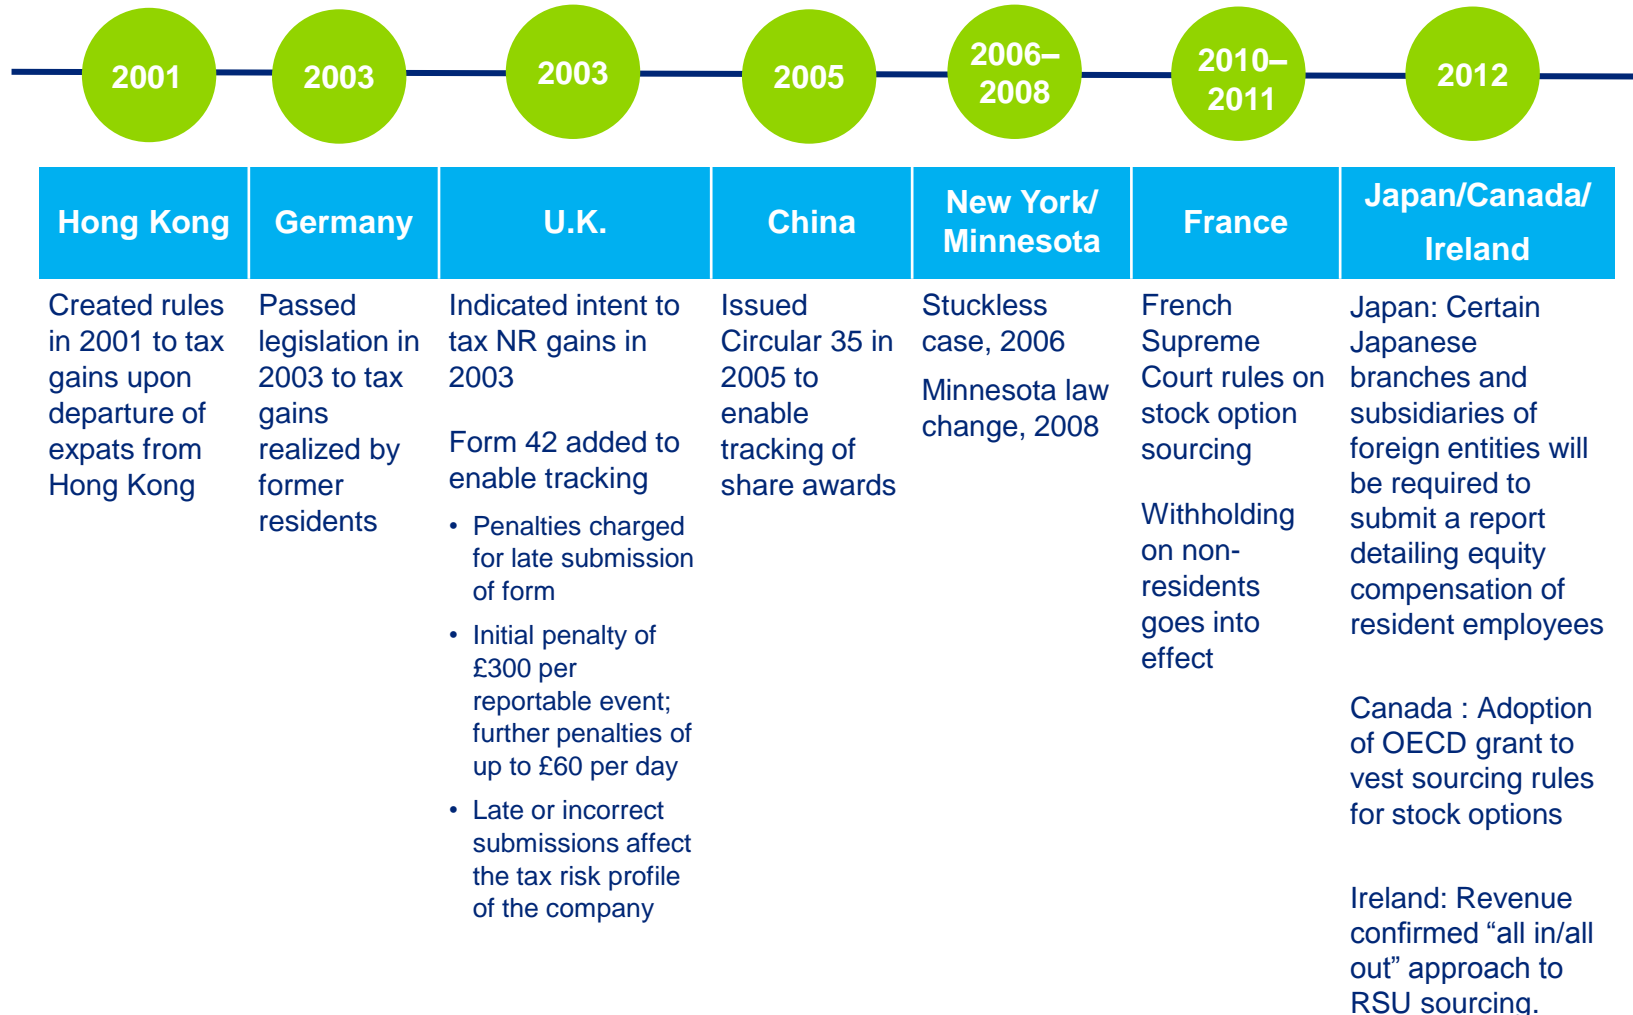 2001
2003
2003
2005
2006–
2008
2010–
2011
2012
Hong Kong
Germany
U.K.
China
New York/
Minnesota
France
Japan/Canada/
Ireland
Created rules
in 2001 to tax
gains upon
departure of
expats from
Hong Kong
Passed
legislation in
2003 to tax
gains
realized by
former
residents
Indicated intent to
tax NR gains in
2003
Form 42 added to
enable tracking
• Penalties charged
for late submission
of form
• Initial penalty of
£300 per
reportable event;
further penalties of
up to £60 per day
• Late or incorrect
submissions affect
the tax risk profile
of the company
Issued
Circular 35 in
2005 to
enable
tracking of
share awards
Stuckless
case, 2006
Minnesota law
change, 2008
French
Supreme
Court rules on
stock option
sourcing
Withholding
on non-
residents
goes into
effect
Japan: Certain
Japanese
branches and
subsidiaries of
foreign entities will
be required to
submit a report
detailing equity
compensation of
resident employees
Canada : Adoption
of OECD grant to
vest sourcing rules
for stock options
Ireland: Revenue
confirmed “all in/all
out” approach to
RSU sourcing.